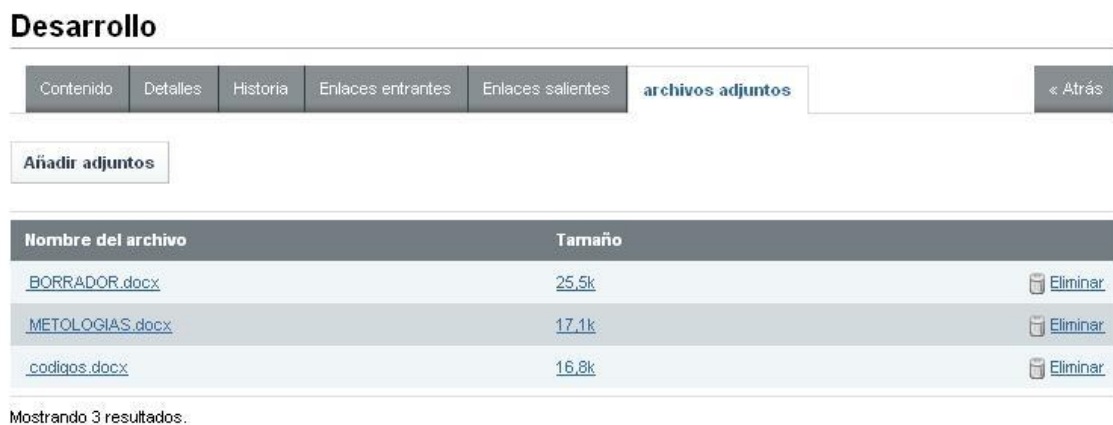 Desarrollo
Contenido Detalles Historia Enlaces entrantes Enlaces salientes archivos adjuntos « Atrás
Añadir adjuntos
Nombre del archivo Tamaño
BORRADOR.docx 25,5k Eliminar
METOLOGIAS.docx 17,1k Eliminar
codigos.docx 16,8k Eliminar
Mostrando 3 resultados.